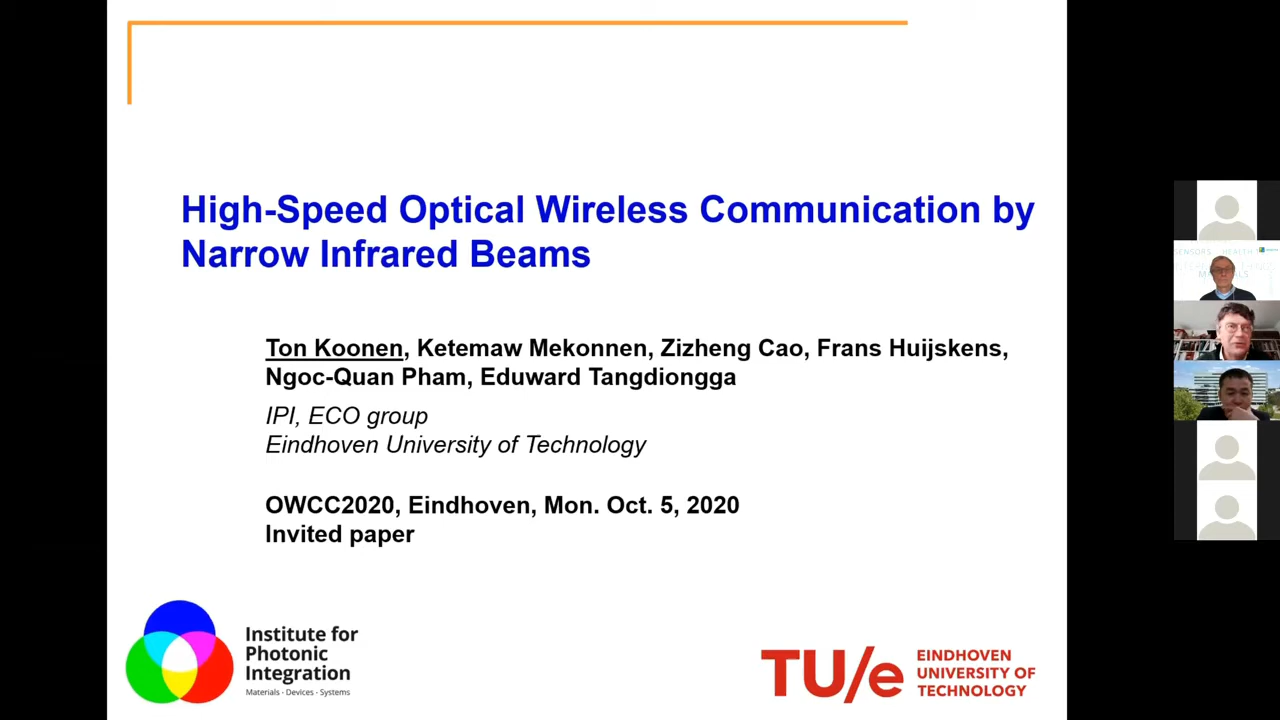 High-Speed Optical Wireless Communication by
Narrow Infrared Beams
Ton Koonen, Ketemaw Mekonnen, Zizheng Cao, Frans Huijskens,
Ngoc-Quan Pham, Eduward Tangdiongga
IPI, ECO group
Eindhoven University of Technology
OWCC2020, Eindhoven, Mon. Oct. 5, 2020
Invited paper
Institute for
Photonic
Integration
Materials - Devices - Systems
TU/e
EINDHOVEN
UNIVERSITY OF
TECHNOLOGY
SENSORS